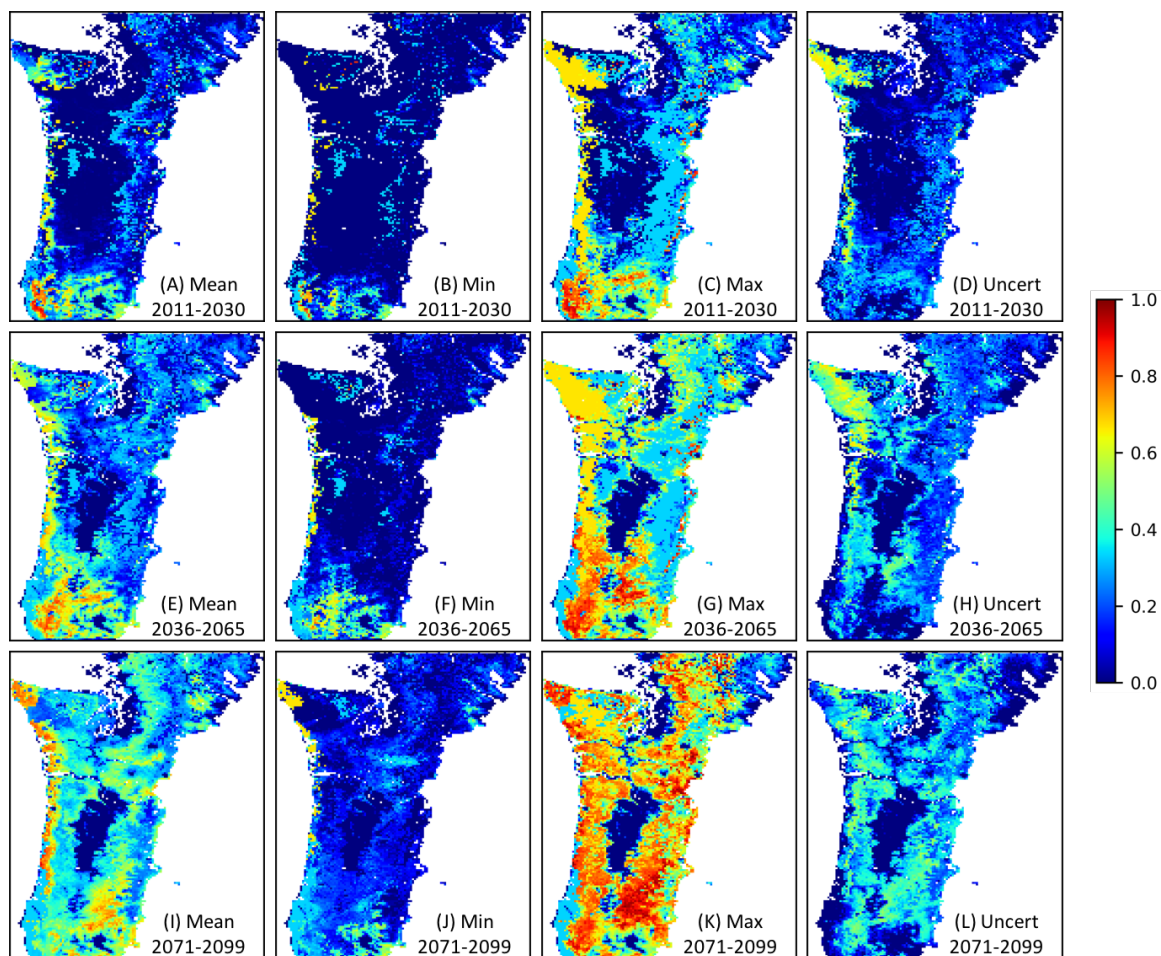 (A) Mean
2011-2030
(B) Min
2011-2030
(C) Max
2011-2030
(D) Uncert
2011-2030
(E) Mean
2036-2065
(F) Min
2036-2065
(G) Max
2036-2065
(H) Uncert
2036-2065
(I) Mean
2071-2099
(J) Min
2071-2099
(K) Max
2071-2099
(L) Uncert
2071-2099
1.0
0.8
0.6
0.4
0.2
0.0